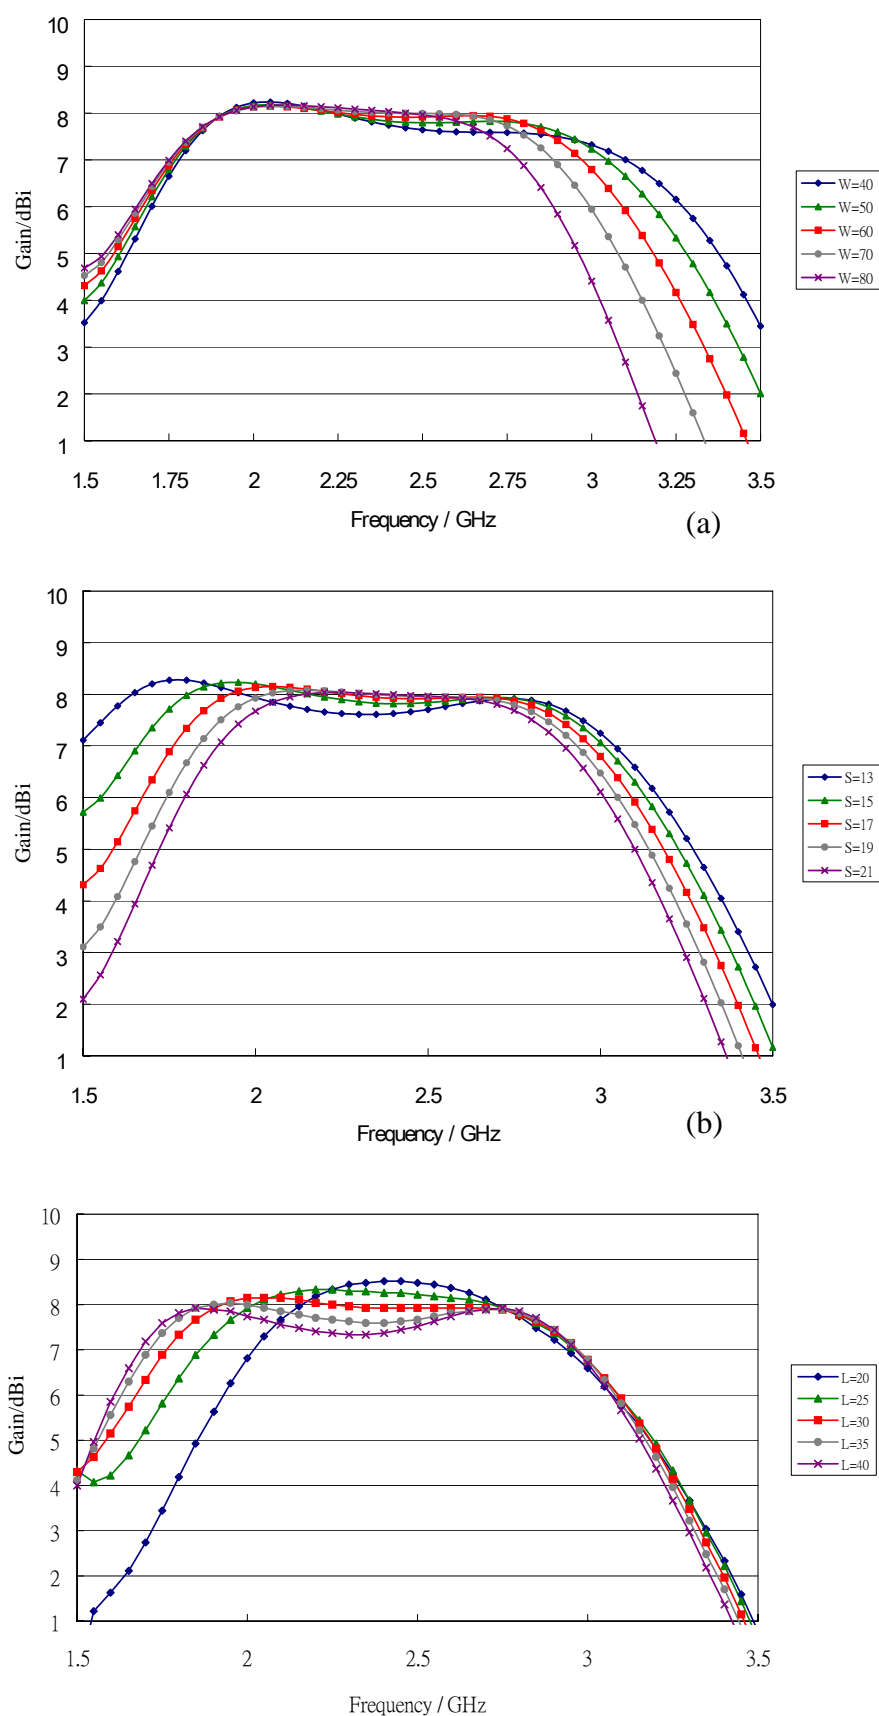 10
9
8
7
6
5
4
3
2
1
Gain/dBi
1.5 1.75 2 2.25 2.5 2.75 3 3.25 3.5
Frequency / GHz
(a)
W=40
W=50
W=60
W=70
W=80
10
9
8
7
6
5
4
3
2
1
Gain/dBi
1.5 2 2.5 3 3.5
Frequency / GHz
(b)
S=13
S=15
S=17
S=19
S=21
10
9
8
7
6
5
4
3
2
1
Gain/dBi
1.5 2 2.5 3 3.5
Frequency / GHz
L=20
L=25
L=30
L=35
L=40